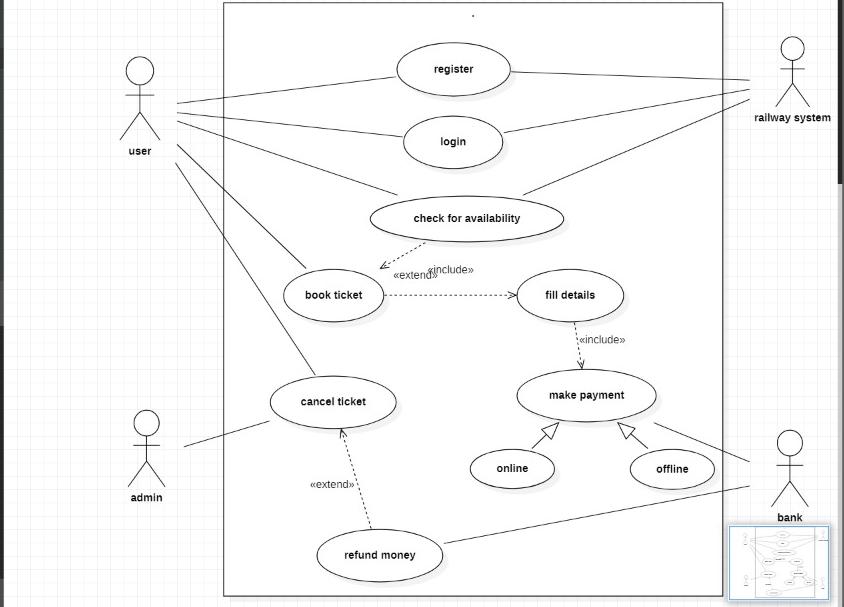 register
railway system
user
login
check for availability
«extend»
«include»
book ticket
fill details
«include»
make payment
cancel ticket
online
offline
admin
«extend»
bank
refund money